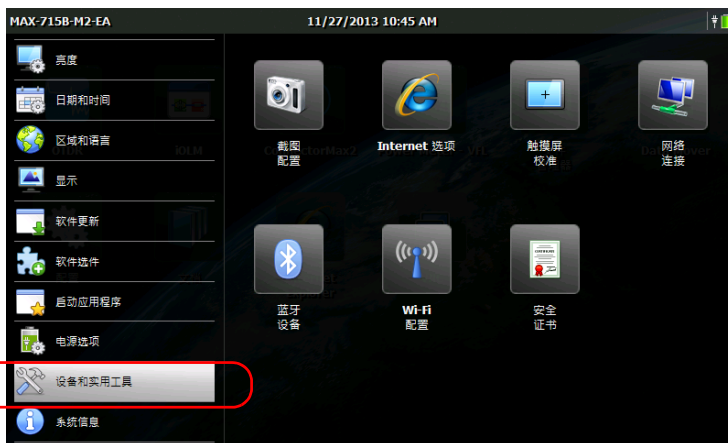 MAX-715B-M2-EA
11/27/2013 10:45 AM
亮度
日期和时间
区域和语言
显示
软件更新
软件选件
启动应用程序
电源选项
设备和实用工具
系统信息
截图
配置
Internet 选项
触摸屏
校准
网络
连接
蓝牙
设备
Wi-Fi
配置
安全
证书